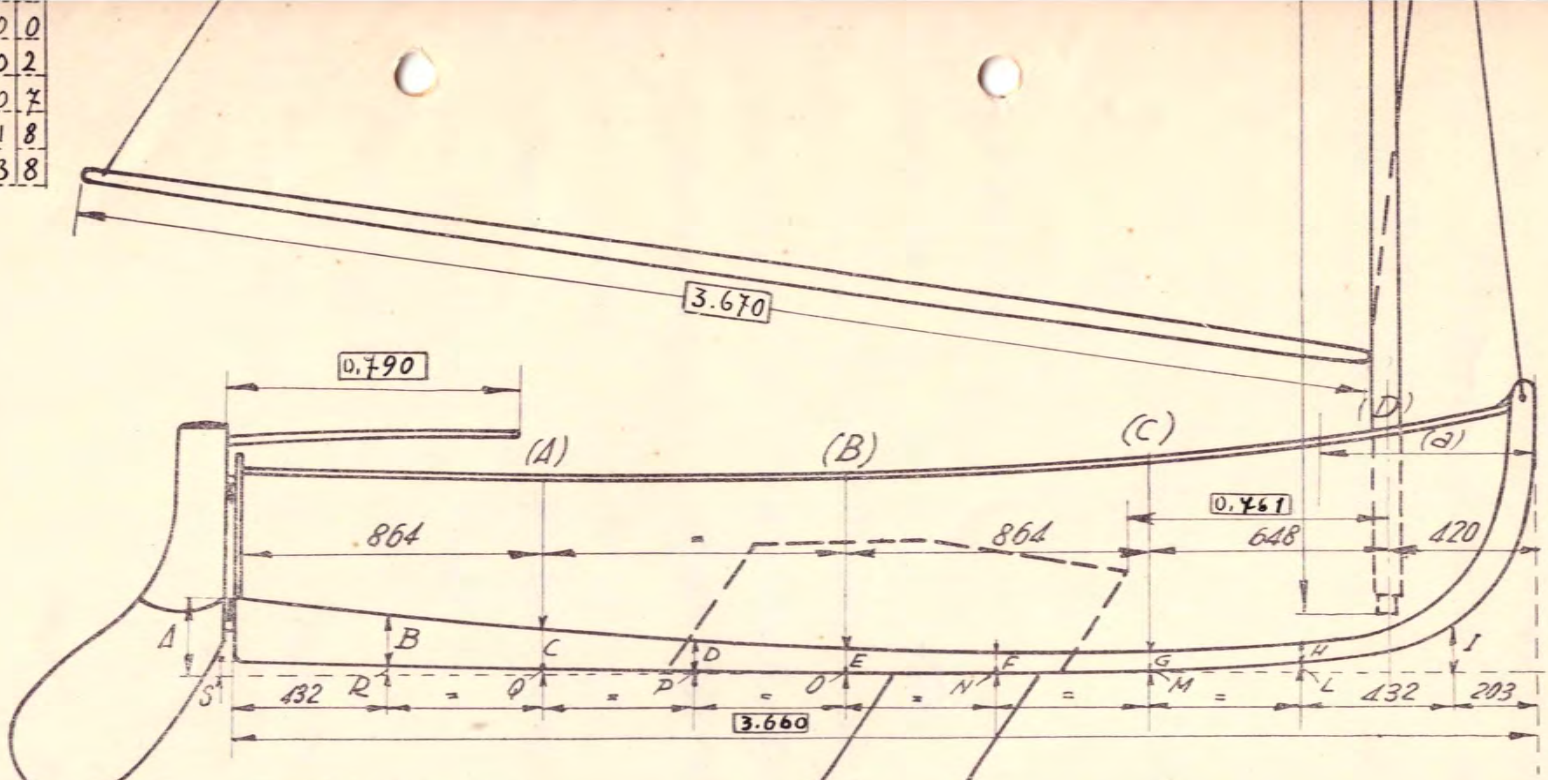 0 0
0 2
0 7
1 8
3 8
3.670
0.790
(D)
(A)
(B)
(C)
(a)
0.761
864
=
864
648
420
A
B
C
D
E
F
G
H
I
S
432
R
=
Q
=
P
=
O
=
N
=
M
=
L
432
203
3.660